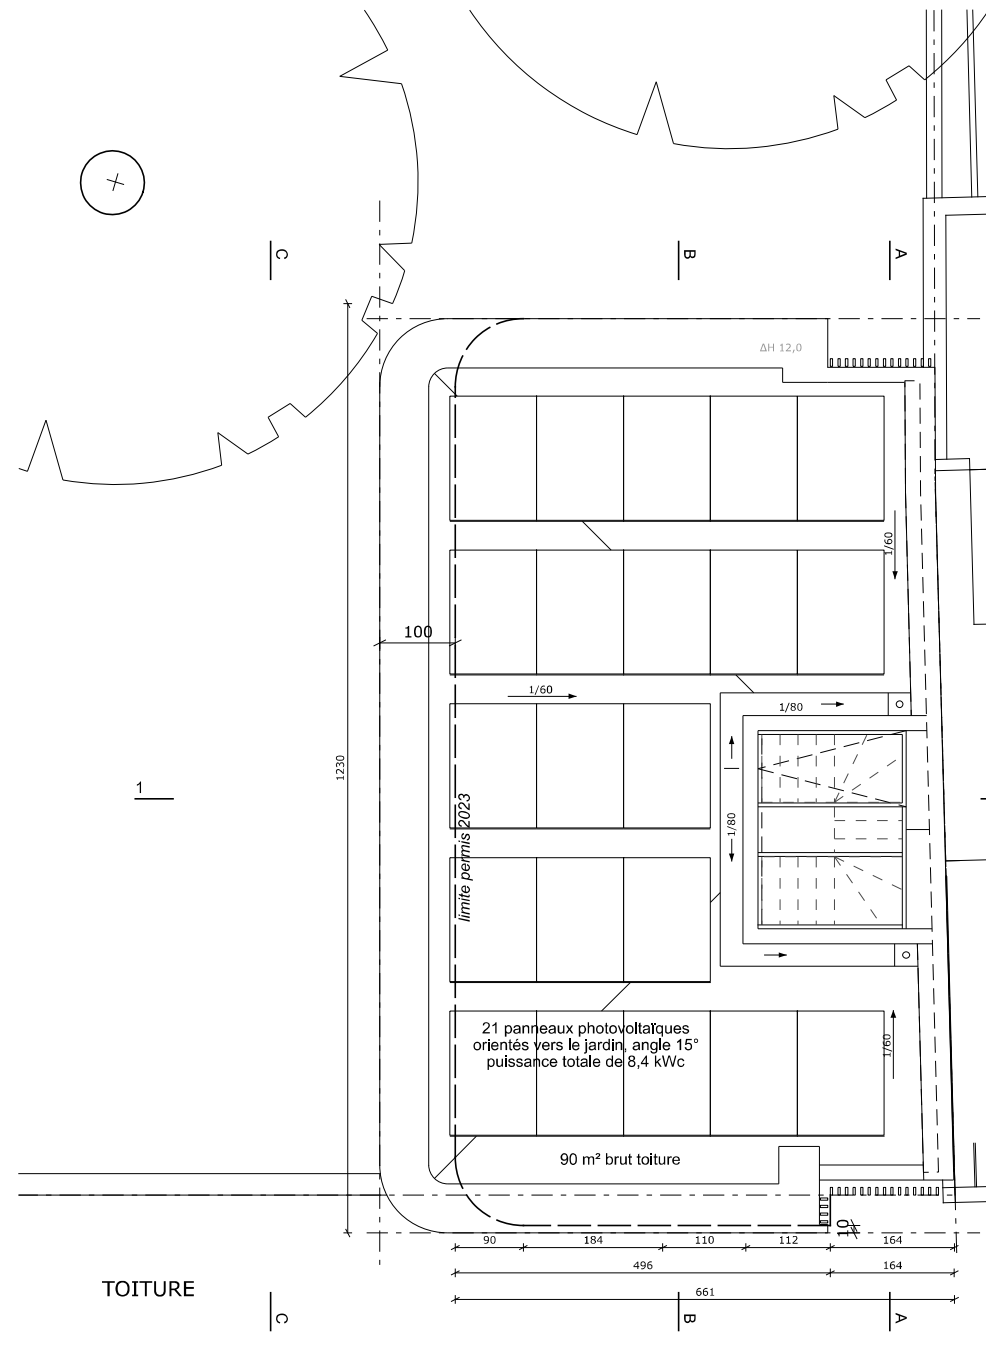 C
B
A
ΔH 12,0
1/60
100
1/60
1/80
1230
1
1/80
limite permis 2023
21 panneaux photovoltaïques
orientés vers le jardin, angle 15°
puissance totale de 8,4 kWc
1/60
90 m² brut toiture
10
90
184
110
112
164
496
164
661
TOITURE
C
B
A